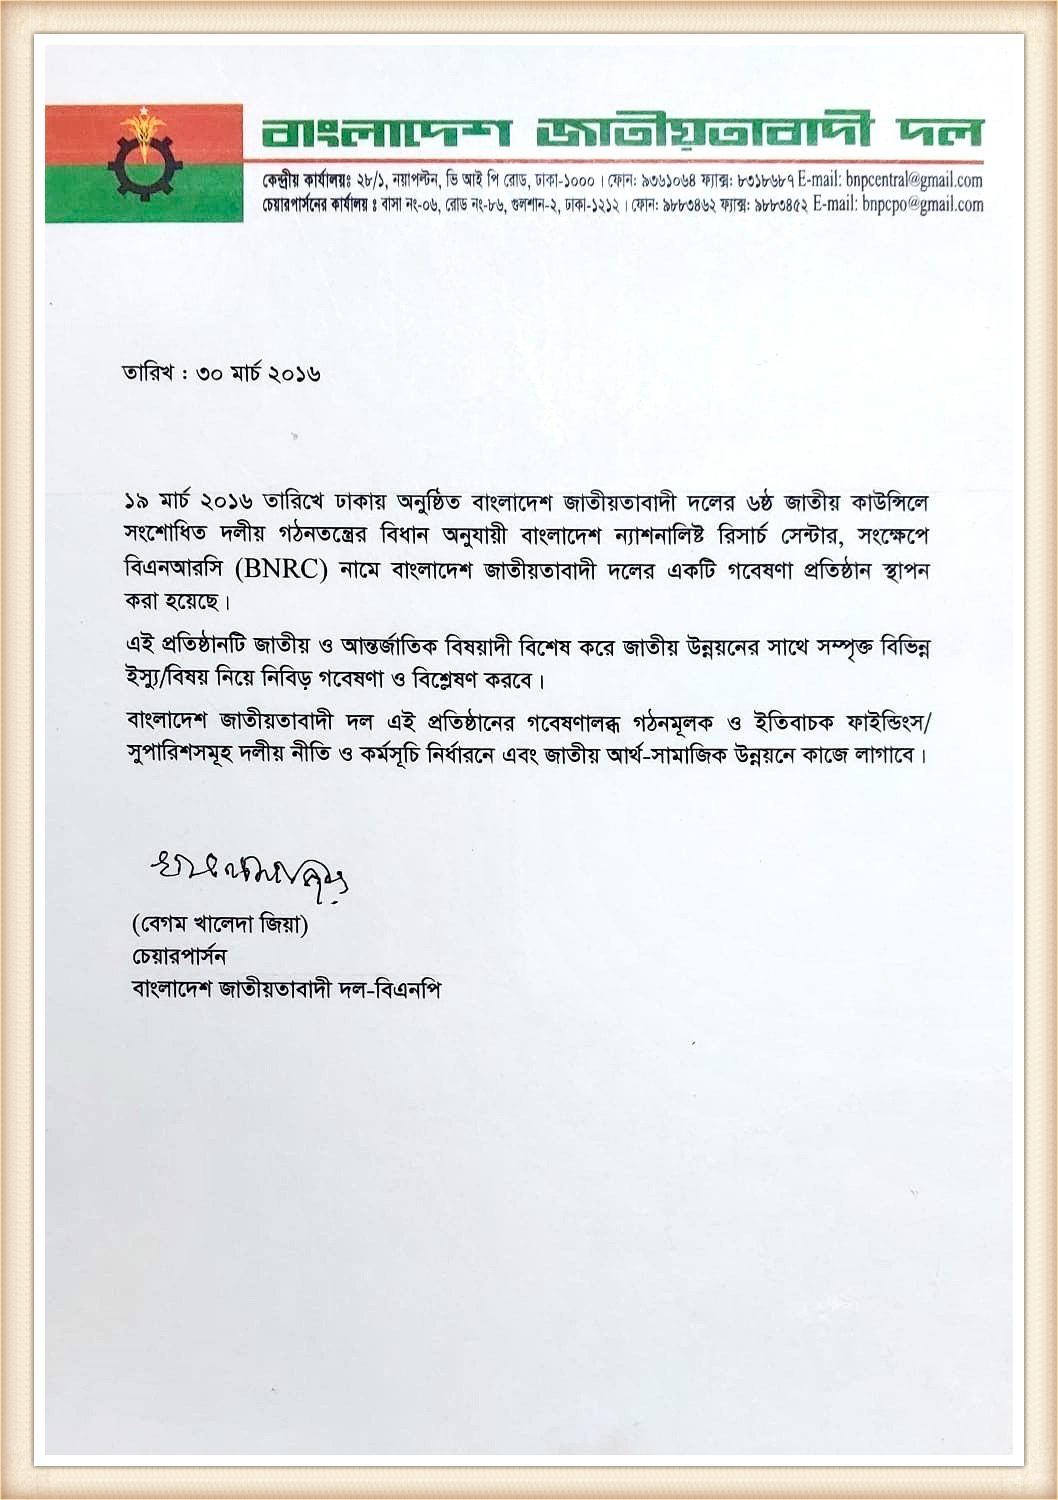 বাংলাদেশ জাতীয়তাবাদী দল
কেন্দ্রীয় কার্যালয়ঃ ২৮/১, নয়াপল্টন, ভি আই পি রোড, ঢাকা-১০০০। ফোন: ৯৩৬১০৬৪ ফ্যাক্স: ৮৩১৮৬৮৭ E-mail: bnpcentral@gmail.com
চেয়ারপার্সনের কার্যালয় ঃ বাসা নং-০৬, রোড নং-৮৬, গুলশান-২, ঢাকা-১২১২। ফোন: ৯৮৮৩৪৬২ ফ্যাক্স: ৯৮৮৩৪৫২ E-mail: bnpcpo@gmail.com
তারিখ : ৩০ মার্চ ২০১৬
১৯ মার্চ ২০১৬ তারিখে ঢাকায় অনুষ্ঠিত বাংলাদেশ জাতীয়তাবাদী দলের ৬ষ্ঠ জাতীয় কাউন্সিলে
সংশোধিত দলীয় গঠনতন্ত্রের বিধান অনুযায়ী বাংলাদেশ ন্যাশনালিষ্ট রিসার্চ সেন্টার, সংক্ষেপে
বিএনআরসি (BNRC) নামে বাংলাদেশ জাতীয়তাবাদী দলের একটি গবেষণা প্রতিষ্ঠান স্থাপন
করা হয়েছে।
এই প্রতিষ্ঠানটি জাতীয় ও আন্তর্জাতিক বিষয়াদী বিশেষ করে জাতীয় উন্নয়নের সাথে সম্পৃক্ত বিভিন্ন
ইস্যু/বিষয় নিয়ে নিবিড় গবেষণা ও বিশ্লেষণ করবে।
বাংলাদেশ জাতীয়তাবাদী দল এই প্রতিষ্ঠানের গবেষণালব্ধ গঠনমূলক ও ইতিবাচক ফাইন্ডিংস/
সুপারিশসমূহ দলীয় নীতি ও কর্মসূচি নির্ধারনে এবং জাতীয় আর্থ-সামাজিক উন্নয়নে কাজে লাগাবে।
(বেগম খালেদা জিয়া)
চেয়ারপার্সন
বাংলাদেশ জাতীয়তাবাদী দল-বিএনপি